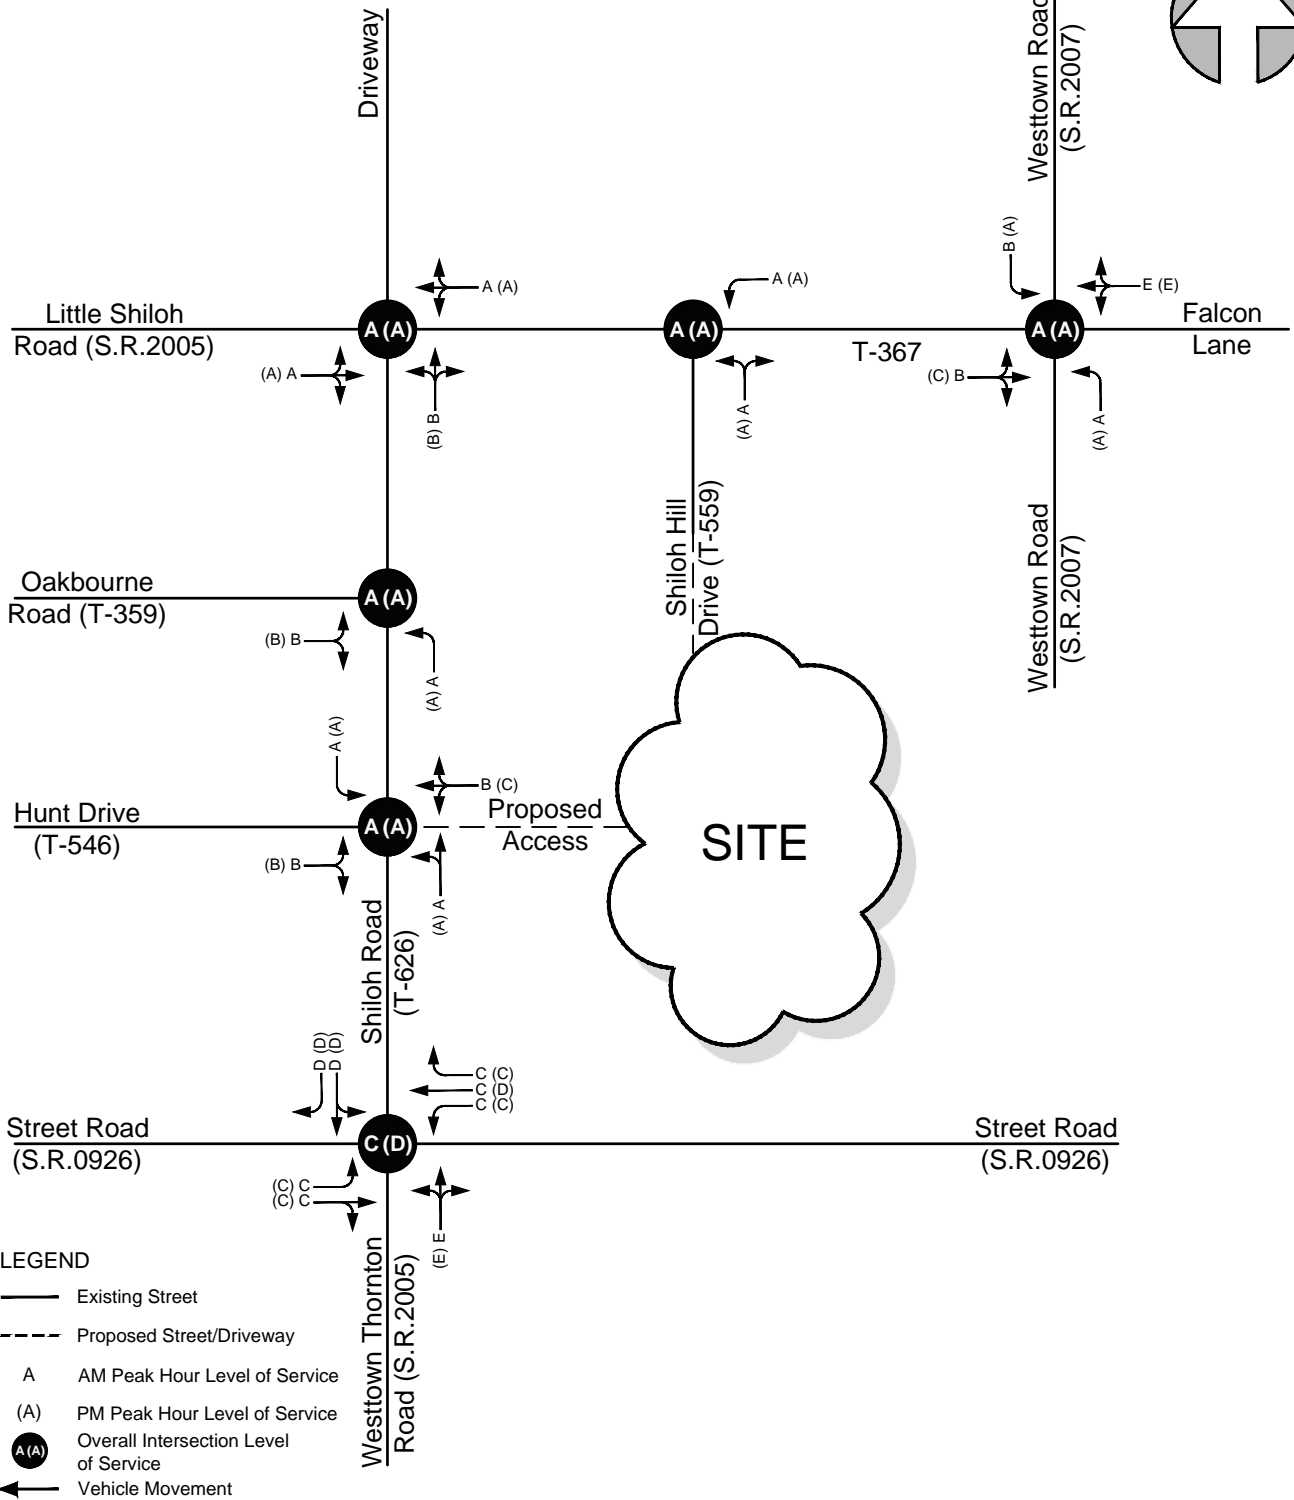 Driveway
Westtown Road
(S.R.2007)
B (A)
A (A)
A (A)
E (E)
Little Shiloh
Road (S.R.2005)
A (A)
A (A)
A (A)
Falcon
Lane
T-367
(A) A
(B) B
(A) A
(C) B
(A) A
Shiloh Hill
Drive (T-559)
Westtown Road
(S.R.2007)
Oakbourne
Road (T-359)
A (A)
(B) B
(A) A
A (A)
B (C)
Hunt Drive
(T-546)
A (A)
Proposed
Access
SITE
(B) B
(A) A
Shiloh Road
(T-626)
D (D)
D (D)
C (C)
C (D)
C (C)
Street Road
(S.R.0926)
C (D)
Street Road
(S.R.0926)
(C) C
(C) C
(E) E
Westtown Thornton
Road (S.R.2005)
LEGEND
Existing Street
Proposed Street/Driveway
A
AM Peak Hour Level of Service
(A)
PM Peak Hour Level of Service
A (A)
Overall Intersection Level
of Service
Vehicle Movement